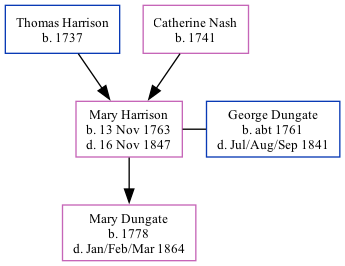 Thomas Harrison
b. 1737
Catherine Nash
b. 1741
Mary Harrison
b. 13 Nov 1763
d. 16 Nov 1847
George Dungate
b. abt 1761
d. Jul/Aug/Sep 1841
Mary Dungate
b. 1778
d. Jan/Feb/Mar 1864